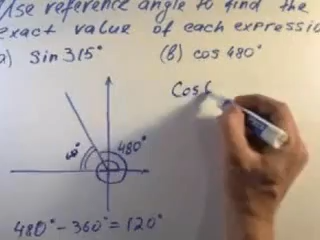 Use reference angle to find the
exact value of each expressio
a) sin 315° (b) cos 480°
Cos
60° 480°
480° - 360° = 120°